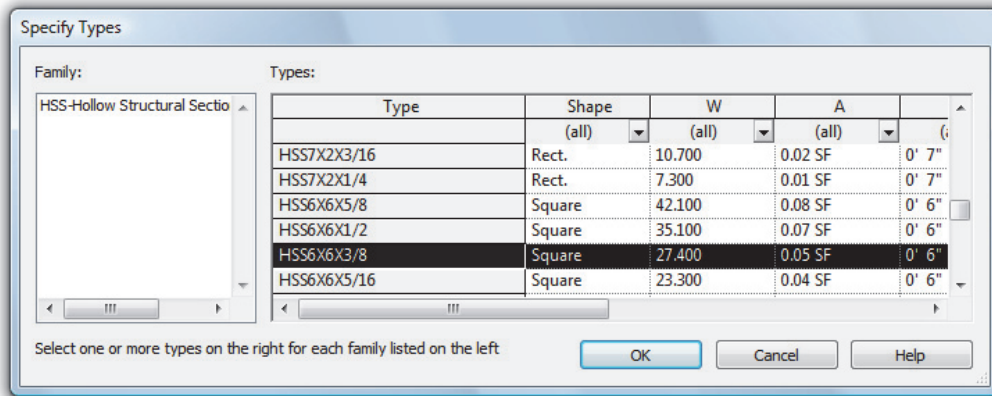 Specify Types
Family: Types:
HSS-Hollow Structural Sectio
Type Shape W A
(all) (all) (all) (a
HSS7X2X3/16 Rect. 10.700 0.02 SF 0' 7"
HSS7X2X1/4 Rect. 7.300 0.01 SF 0' 7"
HSS6X6X5/8 Square 42.100 0.08 SF 0' 6"
HSS6X6X1/2 Square 35.100 0.07 SF 0' 6"
HSS6X6X3/8 Square 27.400 0.05 SF 0' 6"
HSS6X6X5/16 Square 23.300 0.04 SF 0' 6"
Select one or more types on the right for each family listed on the left
OK Cancel Help